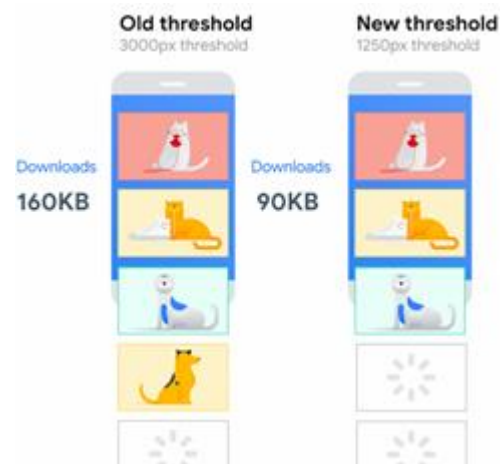 Old threshold
3000px threshold
New threshold
1250px threshold
Downloads
160KB
Downloads
90KB